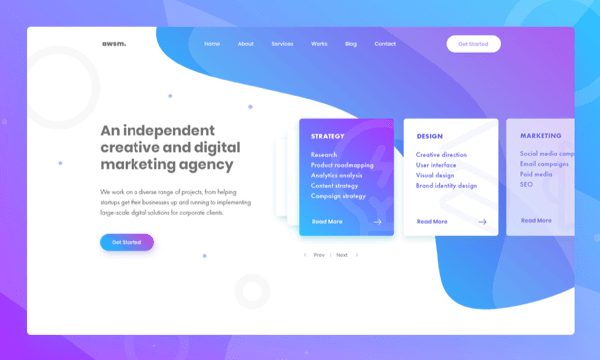 awsm.
Home About Services Works Blog Contact
Get Started
An independent
creative and digital
marketing agency
We work on a diverse range of projects, from helping
startups get their businesses up and running to implementing
large-scale digital solutions for corporate clients.
Get Started
STRATEGY
Research
Product roadmapping
Analytics analysis
Content strategy
Campaign strategy
Read More
DESIGN
Creative direction
User interface
Visual design
Brand identity design
Read More
MARKETING
Social media camp
Email campaigns
Paid media
SEO
Read More
Prev | Next